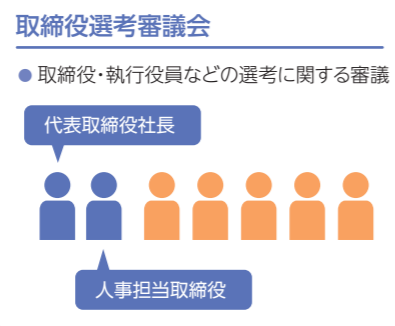 取締役選考審議会
● 取締役・執行役員などの選考に関する審議
代表取締役社長
人事担当取締役